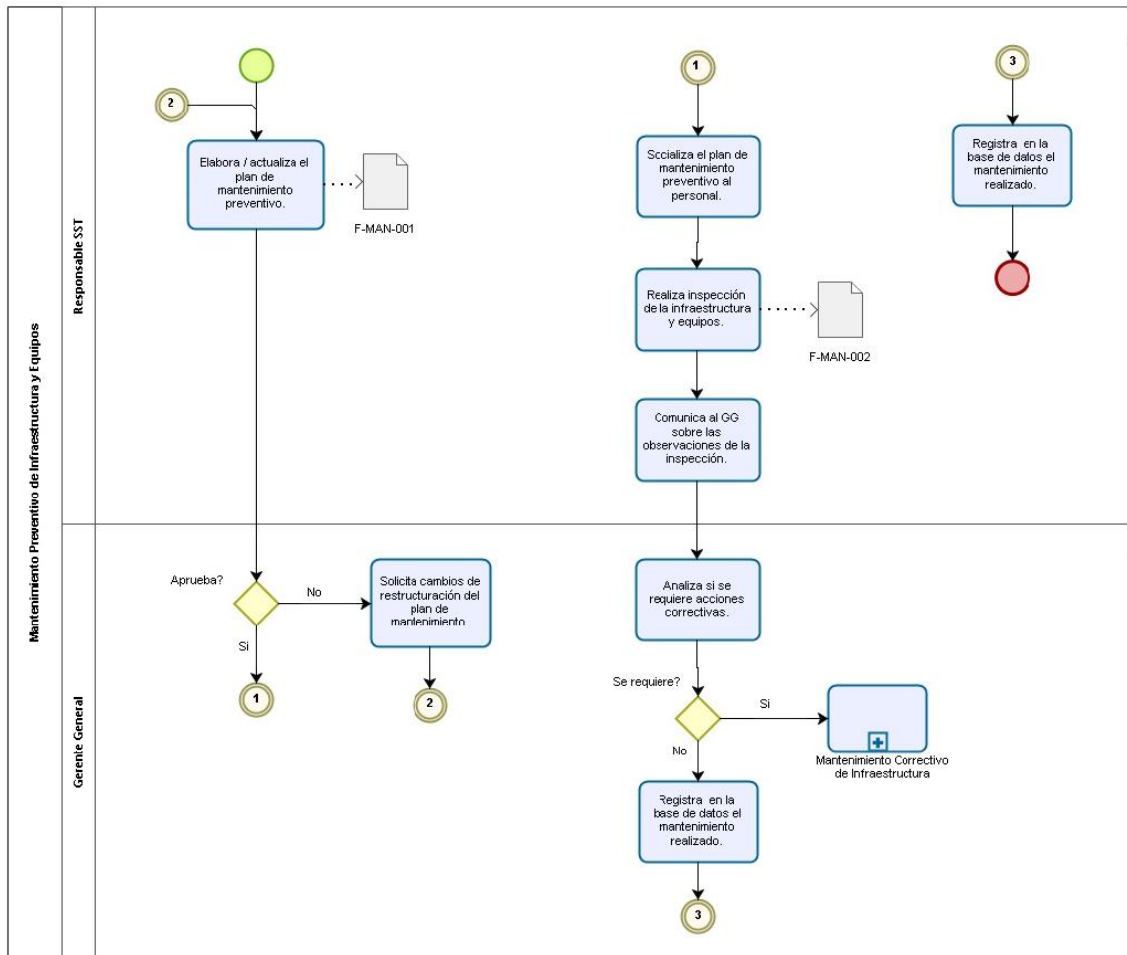 Mantenimiento Preventivo de Infraestructura y Equipos
Responsable SST
2
Elabora / actualiza el
plan de
mantenimiento
preventivo.
F-MAN-001
1
Socializa el plan de
mantenimiento
preventivo al
personal.
Realiza inspección
de la infraestructura
y equipos.
F-MAN-002
Comunica al GG
sobre las
observaciones de la
inspección.
3
Registra en la
base de datos el
mantenimiento
realizado.
Gerente General
Aprueba?
No
Si
1
Solicita cambios de
restructuración del
plan de
mantenimiento
2
Analiza si se
requiere acciones
correctivas.
Se requiere?
Si
No
Mantenimiento Correctivo
de Infraestructura
Registra en la
base de datos el
mantenimiento
realizado.
3